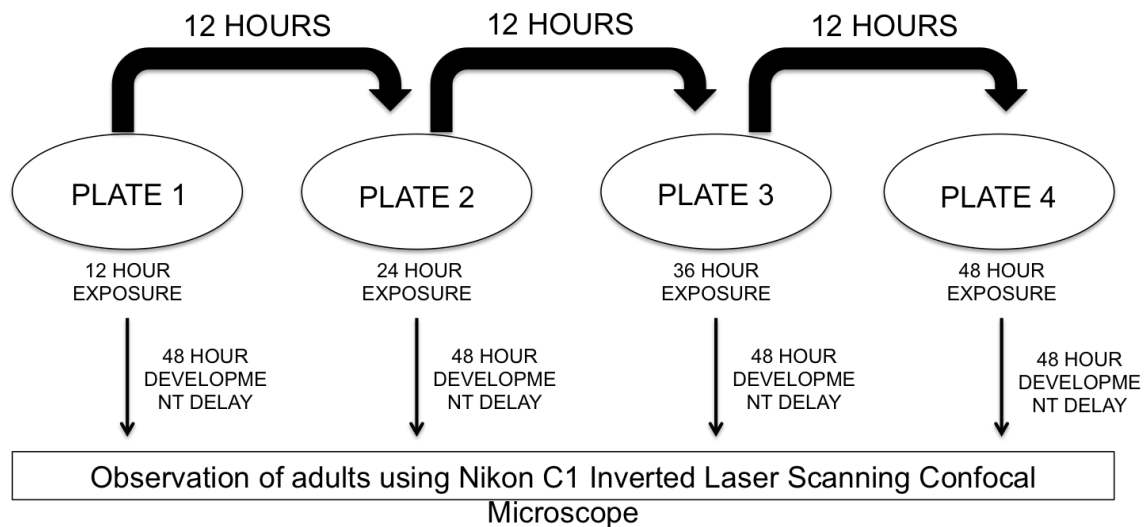 12 HOURS
12 HOURS
12 HOURS
PLATE 1
PLATE 2
PLATE 3
PLATE 4
12 HOUR
EXPOSURE
24 HOUR
EXPOSURE
36 HOUR
EXPOSURE
48 HOUR
EXPOSURE
48 HOUR
DEVELOPME
NT DELAY
48 HOUR
DEVELOPME
NT DELAY
48 HOUR
DEVELOPME
NT DELAY
48 HOUR
DEVELOPME
NT DELAY
Observation of adults using Nikon C1 Inverted Laser Scanning Confocal
Microscope